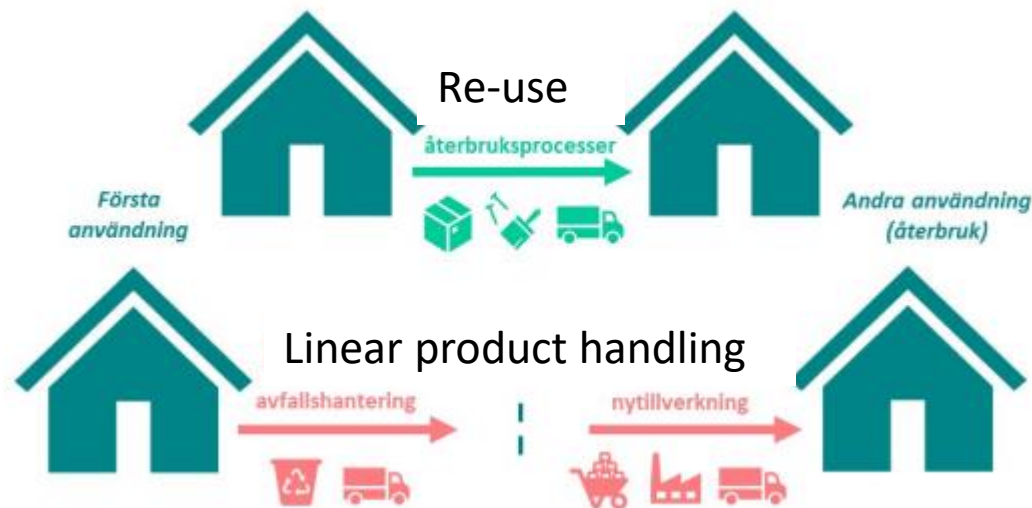 Re-use
återbruksprocesser
Första
användning
Andra användning
(återbruk)
Linear product handling
avfallshantering
nytillverkning